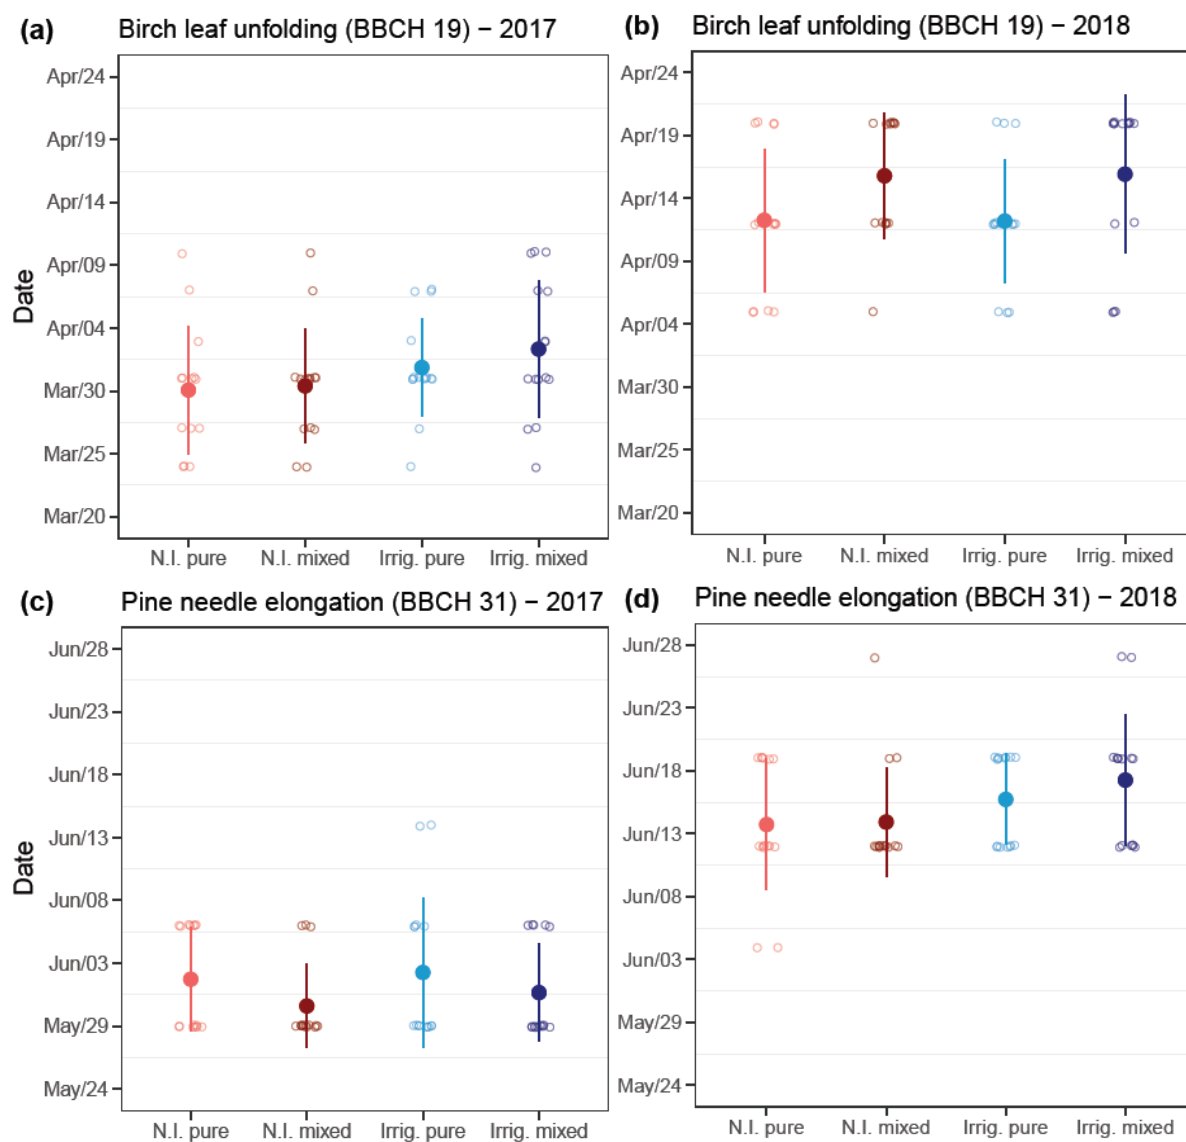 (a) Birch leaf unfolding (BBCH 19) – 2017
Apr/24
Apr/19
Apr/14
Apr/09
Apr/04
Mar/30
Mar/25
Mar/20
Date
N.I. pure N.I. mixed Irrig. pure Irrig. mixed
(b) Birch leaf unfolding (BBCH 19) – 2018
Apr/24
Apr/19
Apr/14
Apr/09
Apr/04
Mar/30
Mar/25
Mar/20
N.I. pure N.I. mixed Irrig. pure Irrig. mixed
(c) Pine needle elongation (BBCH 31) – 2017
Jun/28
Jun/23
Jun/18
Jun/13
Jun/08
Jun/03
May/29
May/24
Date
N.I. pure N.I. mixed Irrig. pure Irrig. mixed
(d) Pine needle elongation (BBCH 31) – 2018
Jun/28
Jun/23
Jun/18
Jun/13
Jun/08
Jun/03
May/29
May/24
N.I. pure N.I. mixed Irrig. pure Irrig. mixed